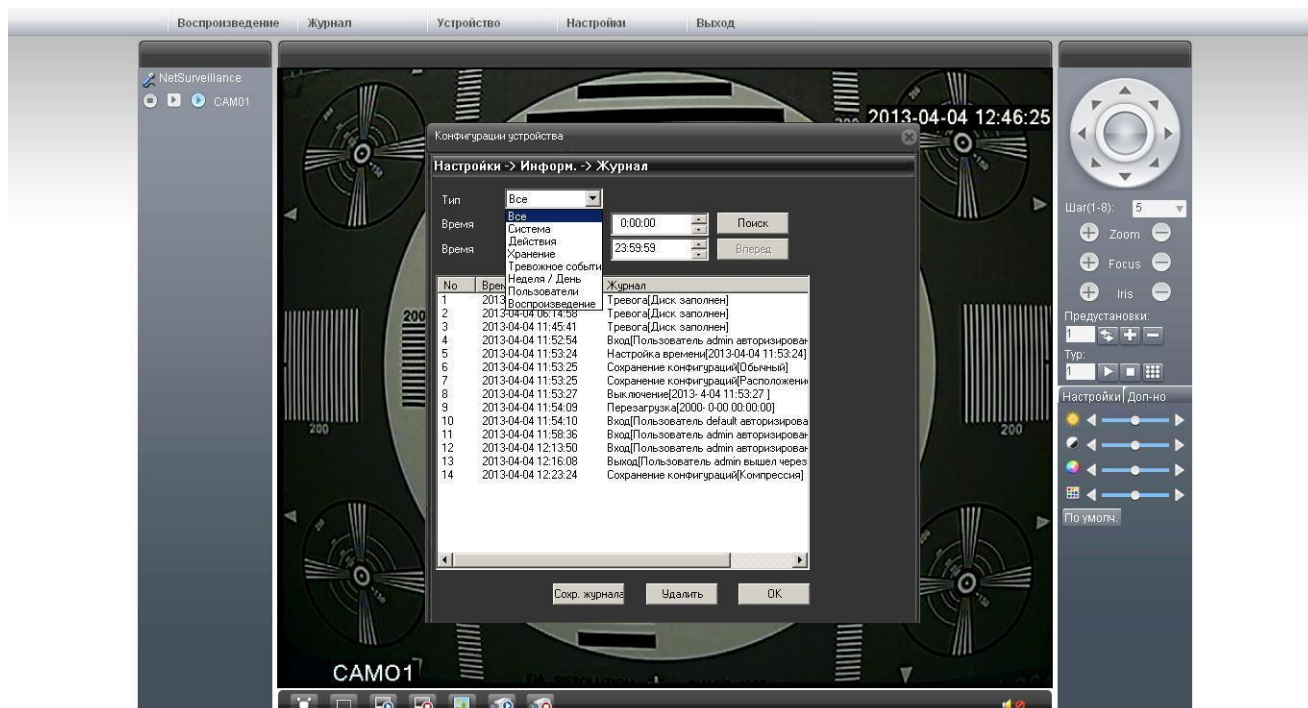 Воспроизведение Журнал Устройство Настройки Выход
NetSurveillance
CAM01
2013-04-04 12:46:25
Конфигурации устройства
Настройки -> Информ. -> Журнал
Тип Все
Все
Система
Действия
Хранение
Тревожное событи
Неделя / День
Пользователи
Воспроизведение
Время 0:00:00 Поиск
Время 23:59:59 Вперед
No Врем Журнал
1 2013 Тревога[Диск заполнен]
2 2013-04-04 06:14:58 Тревога[Диск заполнен]
3 2013-04-04 11:45:41 Тревога[Диск заполнен]
4 2013-04-04 11:52:54 Вход[Пользователь admin авторизирован
5 2013-04-04 11:53:24 Настройка времени[2013-04-04 11:53:24]
6 2013-04-04 11:53:25 Сохранение конфигураций[Обычный]
7 2013-04-04 11:53:25 Сохранение конфигураций[Расположени
8 2013-04-04 11:53:27 Выключение[2013- 4-04 11:53:27 ]
9 2013-04-04 11:54:09 Перезагрузка[2000- 0-00 00:00:00]
10 2013-04-04 11:54:10 Вход[Пользователь default авторизирова
11 2013-04-04 11:58:36 Вход[Пользователь admin авторизирован
12 2013-04-04 12:13:50 Вход[Пользователь admin авторизирован
13 2013-04-04 12:16:08 Выход[Пользователь admin вышел через
14 2013-04-04 12:23:24 Сохранение конфигураций[Компрессия]
Сохр. журнала Удалить OK
200
200
200
CAM01
Шаг(1-8): 5
Zoom
Focus
Iris
Предустановки:
1
Тур:
1
Настройки Доп-но
По умолч.